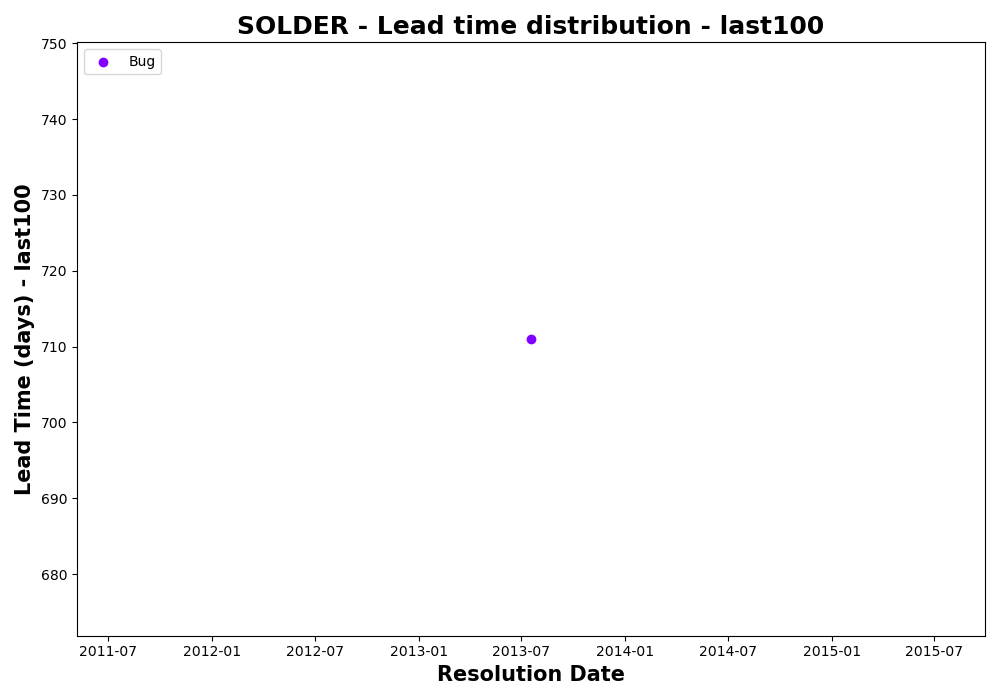 SOLDER - Lead time distribution - last100
Bug
Lead Time (days) - last100
750
740
730
720
710
700
690
680
2011-07 2012-01 2012-07 2013-01 2013-07 2014-01 2014-07 2015-01 2015-07
Resolution Date